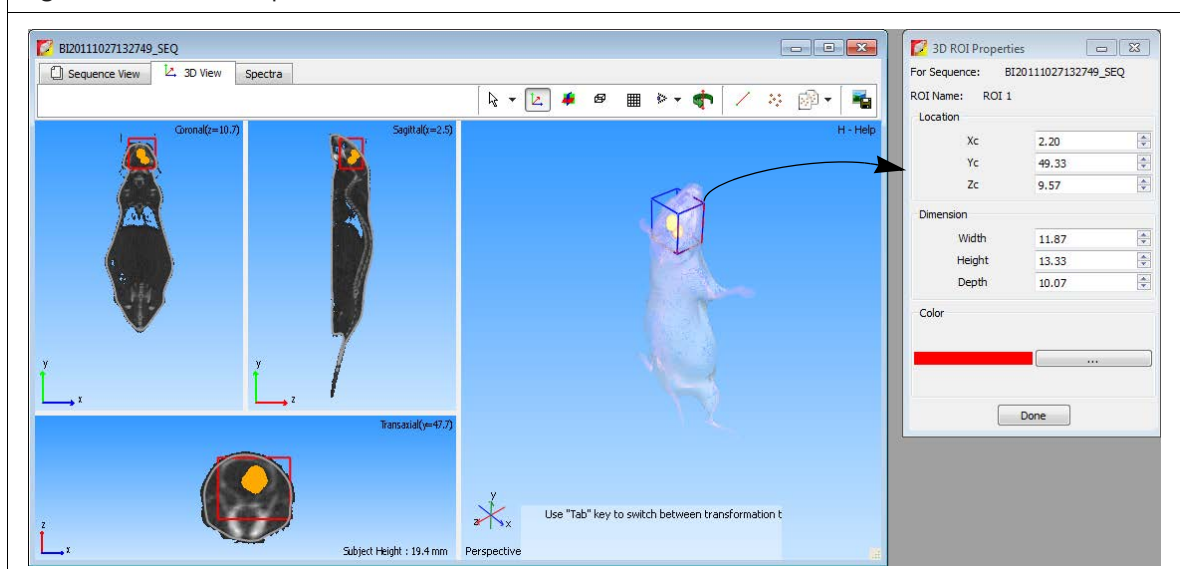 BI20111027132749_SEQ
Sequence View 3D View Spectra
Coronal(z=10.7)
Sagittal(x=2.5)
H - Help
y
x
y
z
Transaxial(y=47.7)
z
x
Subject Height : 19.4 mm
y
z
x
Perspective
Use "Tab" key to switch between transformation t
3D ROI Properties
For Sequence: BI20111027132749_SEQ
ROI Name: ROI 1
Location
Xc 2.20
Yc 49.33
Zc 9.57
Dimension
Width 11.87
Height 13.33
Depth 10.07
Color
...
Done